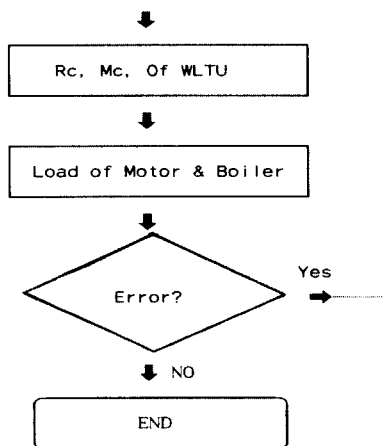 Rc, Mc, Of WLTU
Load of Motor & Boiler
Error?
Yes
NO
END